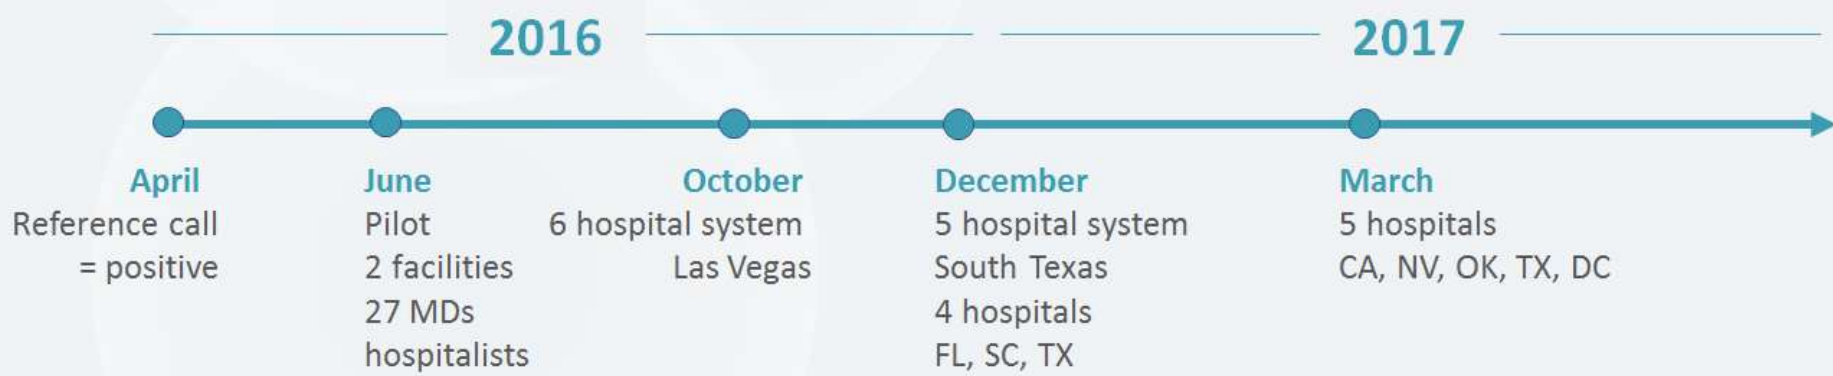 2016
2017
April
Reference call
= positive
June
Pilot
2 facilities
27 MDs
hospitalists
October
6 hospital system
Las Vegas
December
5 hospital system
South Texas
4 hospitals
FL, SC, TX
March
5 hospitals
CA, NV, OK, TX, DC